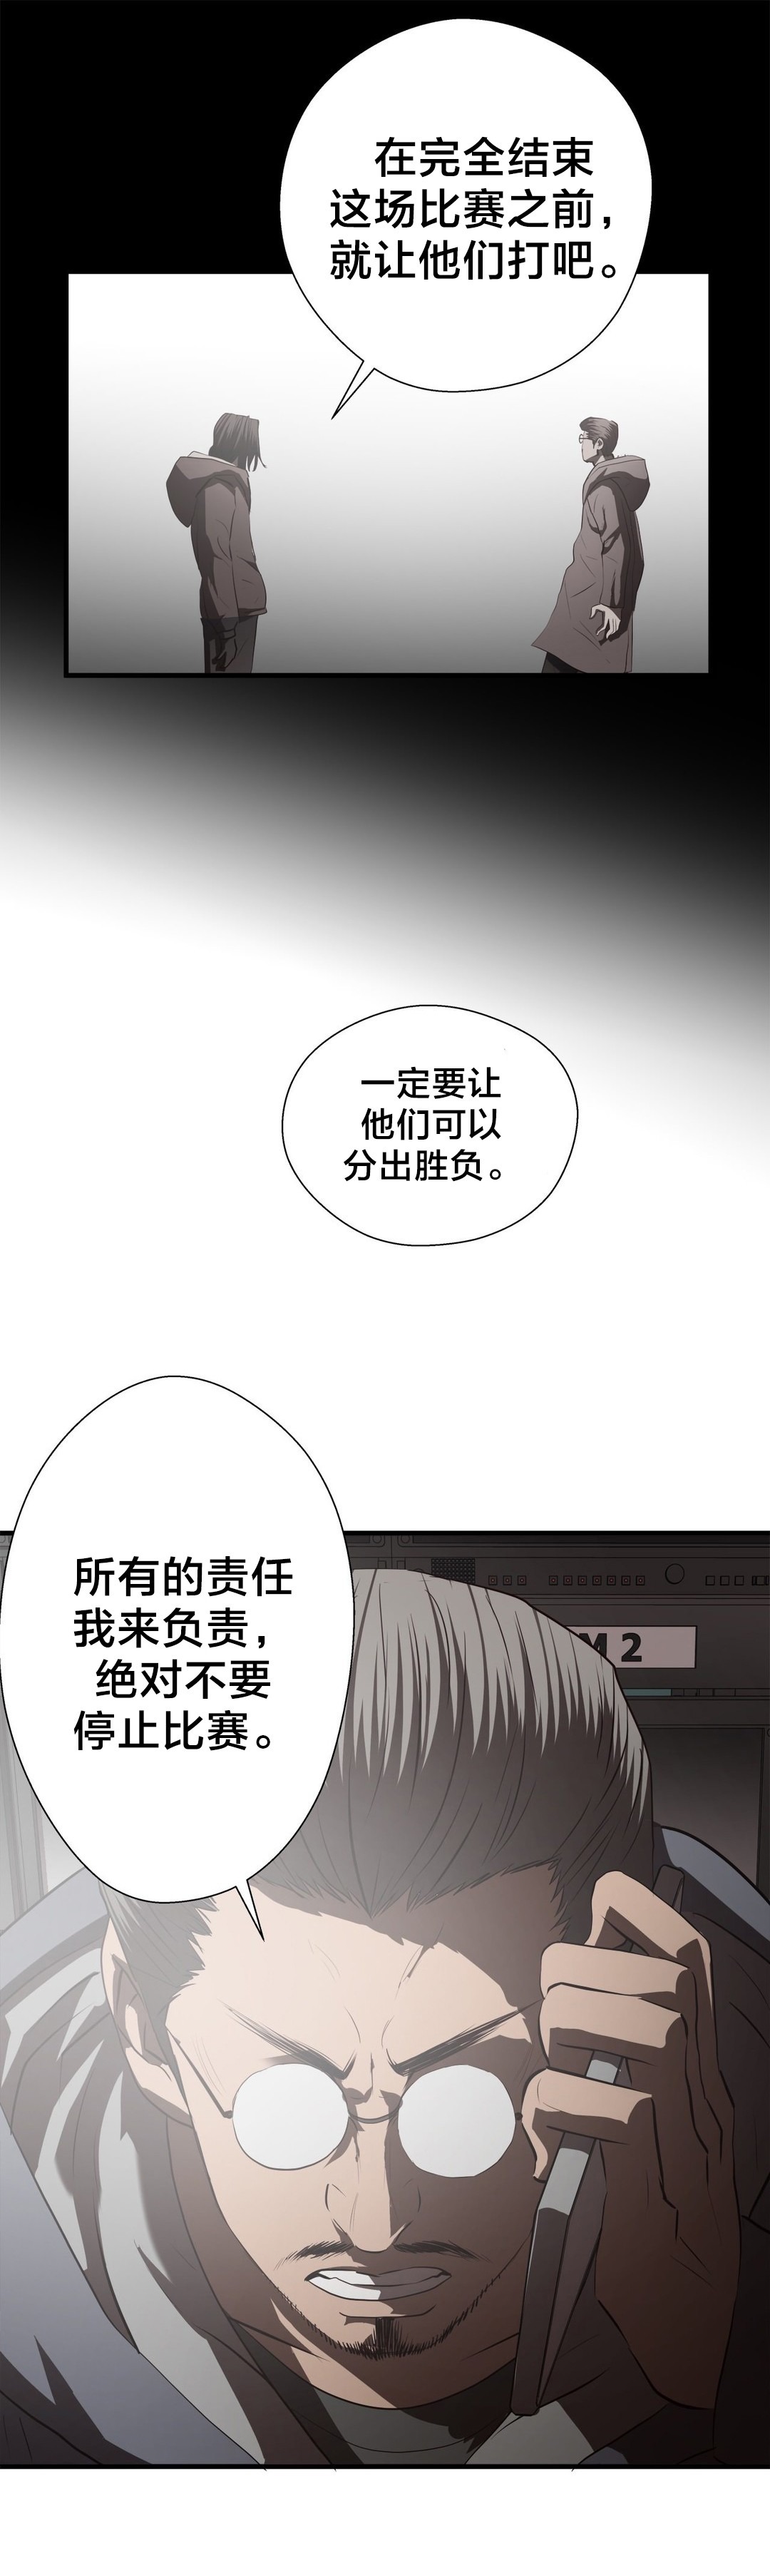 在完全结束
这场比赛之前，
就让他们打吧。
一定要让
他们可以
分出胜负。
所有的责任
我来负责，
绝对不要
停止比赛。
M 2